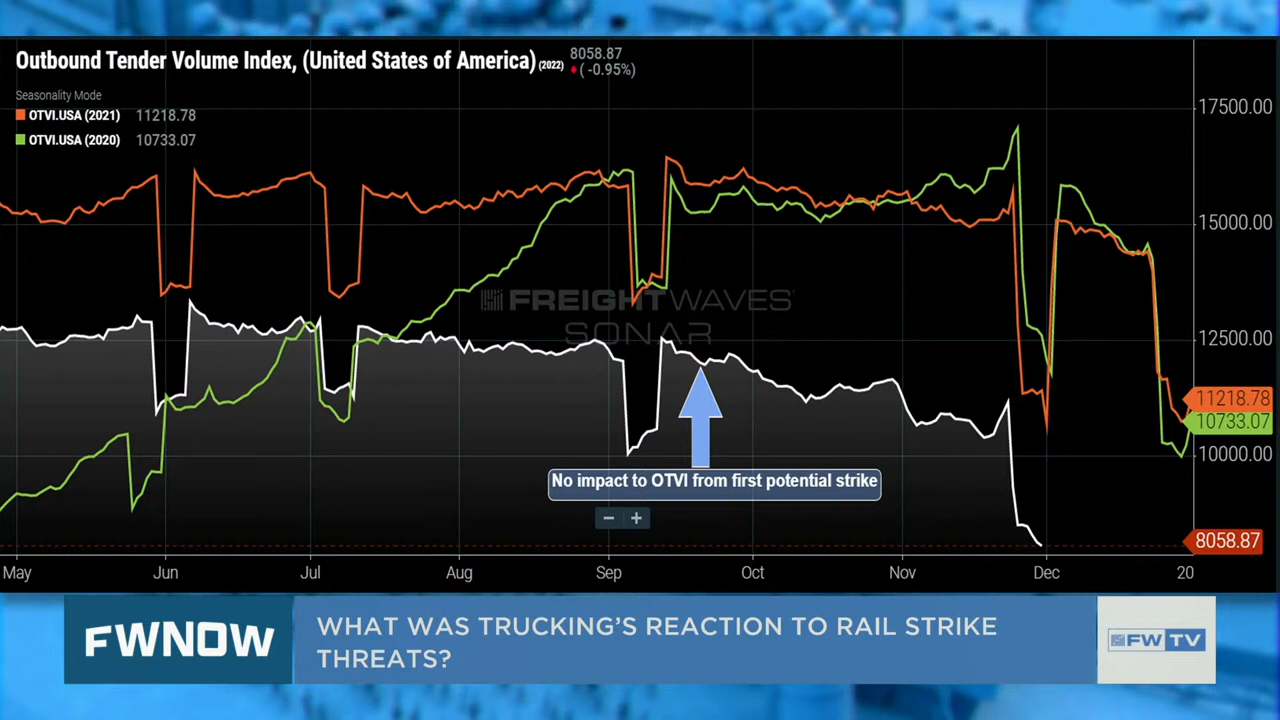 Outbound Tender Volume Index, (United States of America) (2022) 8058.87
( -0.95%)
Seasonality Mode
OTVI.USA (2021) 11218.78
OTVI.USA (2020) 10733.07
17500.00
15000.00
12500.00
11218.78
10733.07
10000.00
8058.87
FREIGHTWAVES
SONAR
No impact to OTVI from first potential strike
− +
May Jun Jul Aug Sep Oct Nov Dec 20
FWNOW
WHAT WAS TRUCKING'S REACTION TO RAIL STRIKE
THREATS?
FW TV